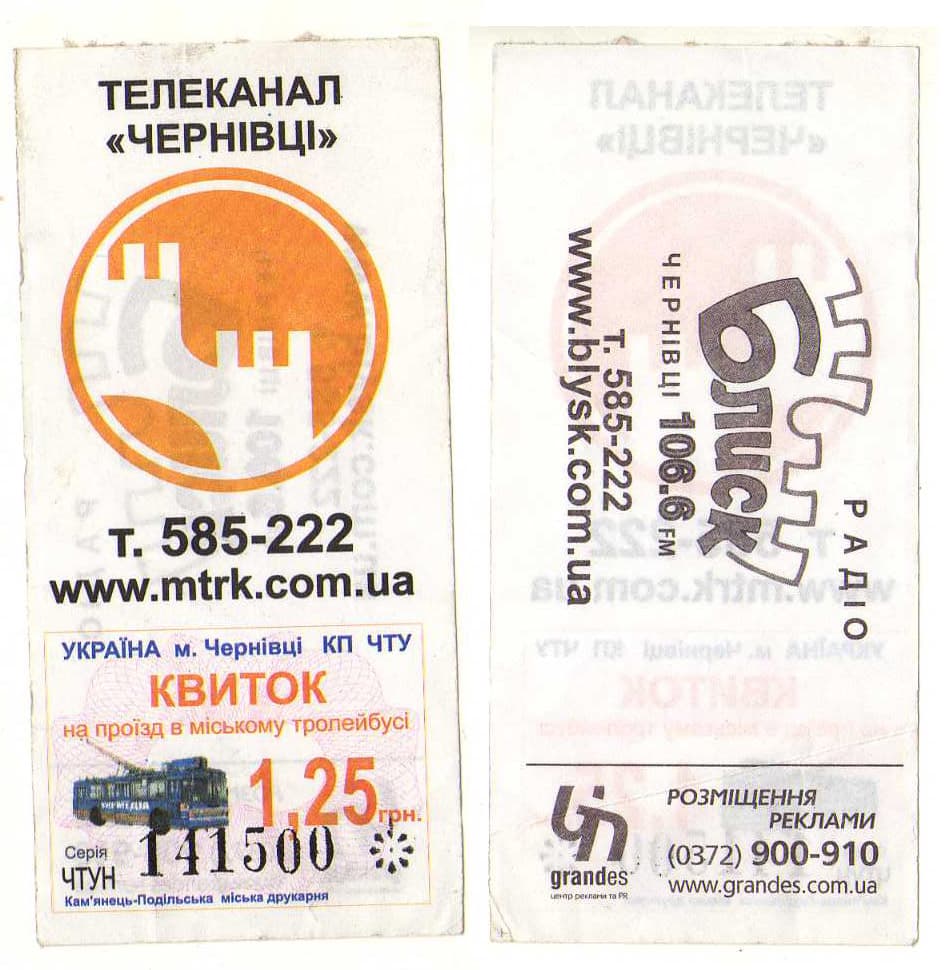 ТЕЛЕКАНАЛ
«ЧЕРНІВЦІ»
т. 585-222
www.mtrk.com.ua
УКРАЇНА м. Чернівці КП ЧТУ
КВИТОК
на проїзд в міському тролейбусі
1,25 грн.
Серія
ЧТУН
141500
Кам'янець-Подільська міська друкарня
РАДІО
Блиск
ЧЕРНІВЦІ 106.6 FM
т. 585-222
www.blysk.com.ua
grandes
центр реклами та PR
РОЗМІЩЕННЯ
РЕКЛАМИ
(0372) 900-910
www.grandes.com.ua